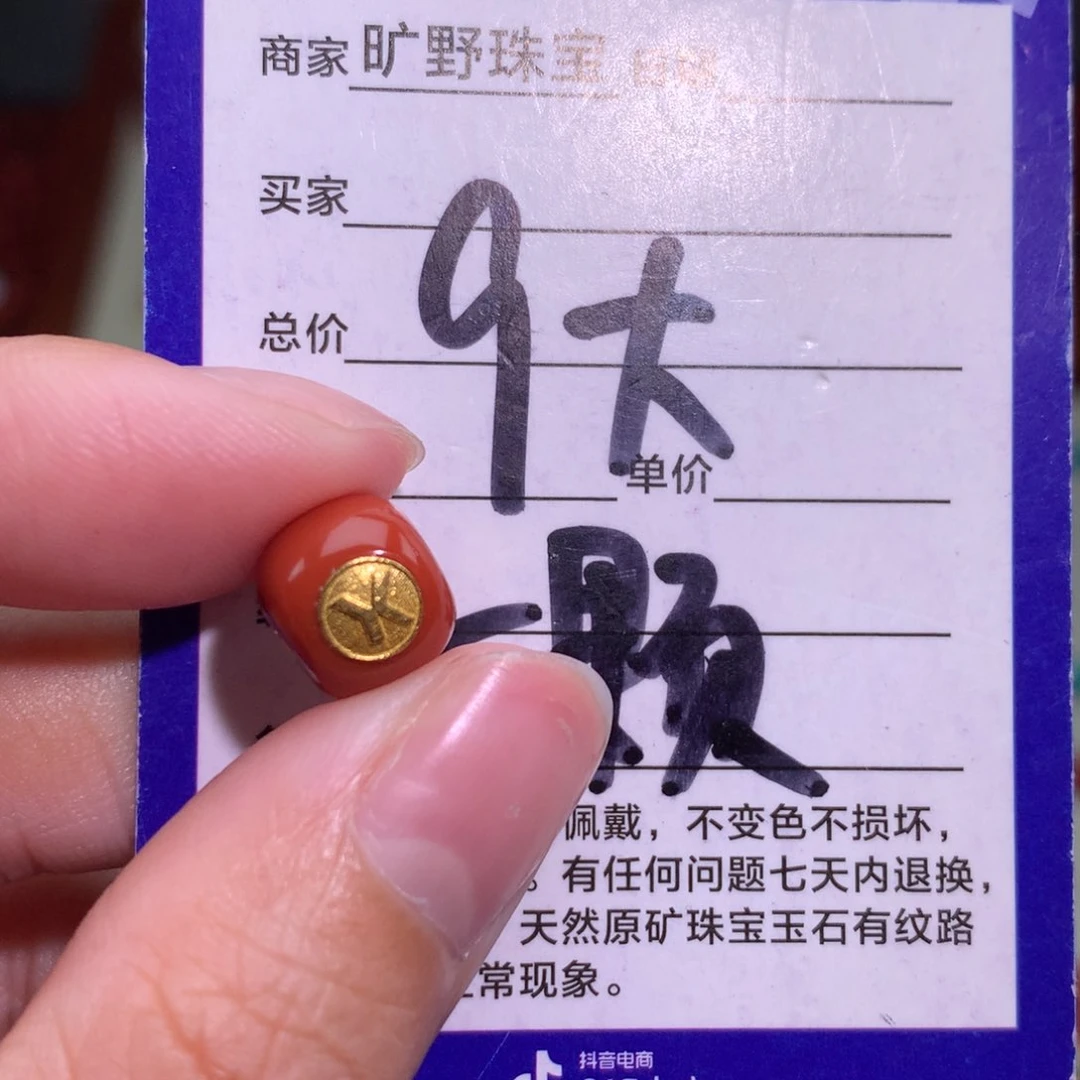 商家 旷野珠宝
买家
9大
总价
单价
一颗
佩戴，不变色不损坏，
。有任何问题七天内退换，
天然原矿珠宝玉石有纹路
常现象。
抖音电商